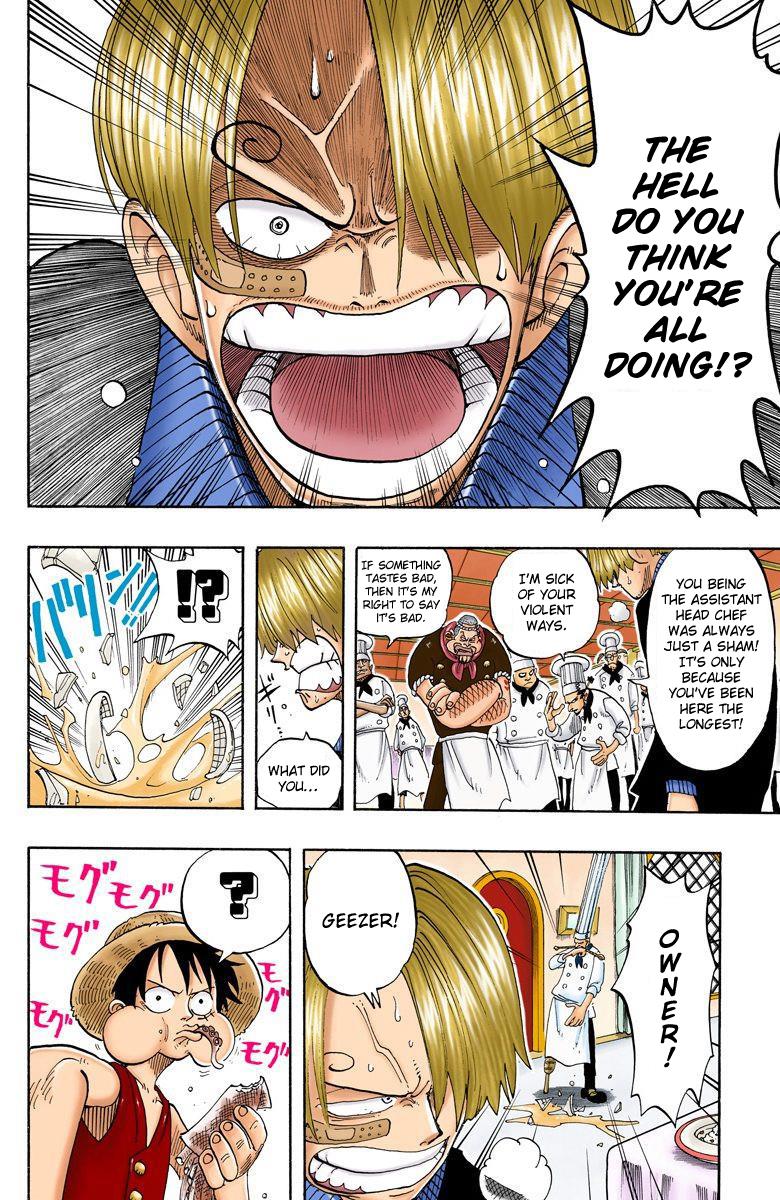 THE
HELL
DO YOU
THINK
YOU'RE
ALL
DOING!?
YOU BEING
THE
ASSISTANT
HEAD CHEF
WAS ALWAYS
JUST A SHAM!
IT'S ONLY
BECAUSE
YOU'VE BEEN
HERE THE
LONGEST!
I'M SICK
OF YOUR
VIOLENT
WAYS.
IF SOMETHING
TASTES BAD,
THEN IT'S MY
RIGHT TO SAY
IT'S BAD.
WHAT DID
YOU...
!?
バリィン!!
OWNER!
GEEZER!
?
モグ
モグ
モグ
モグ
モグ
モグ